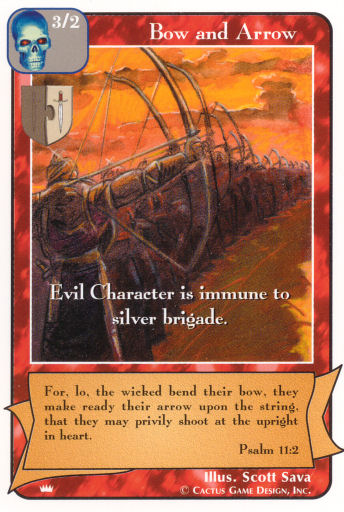 3/2
Bow and Arrow
Evil Character is immune to
silver brigade.
For, lo, the wicked bend their bow, they
make ready their arrow upon the string,
that they may privily shoot at the upright
in heart.
Psalm 11:2
Illus. Scott Sava
© Cactus Game Design, Inc.